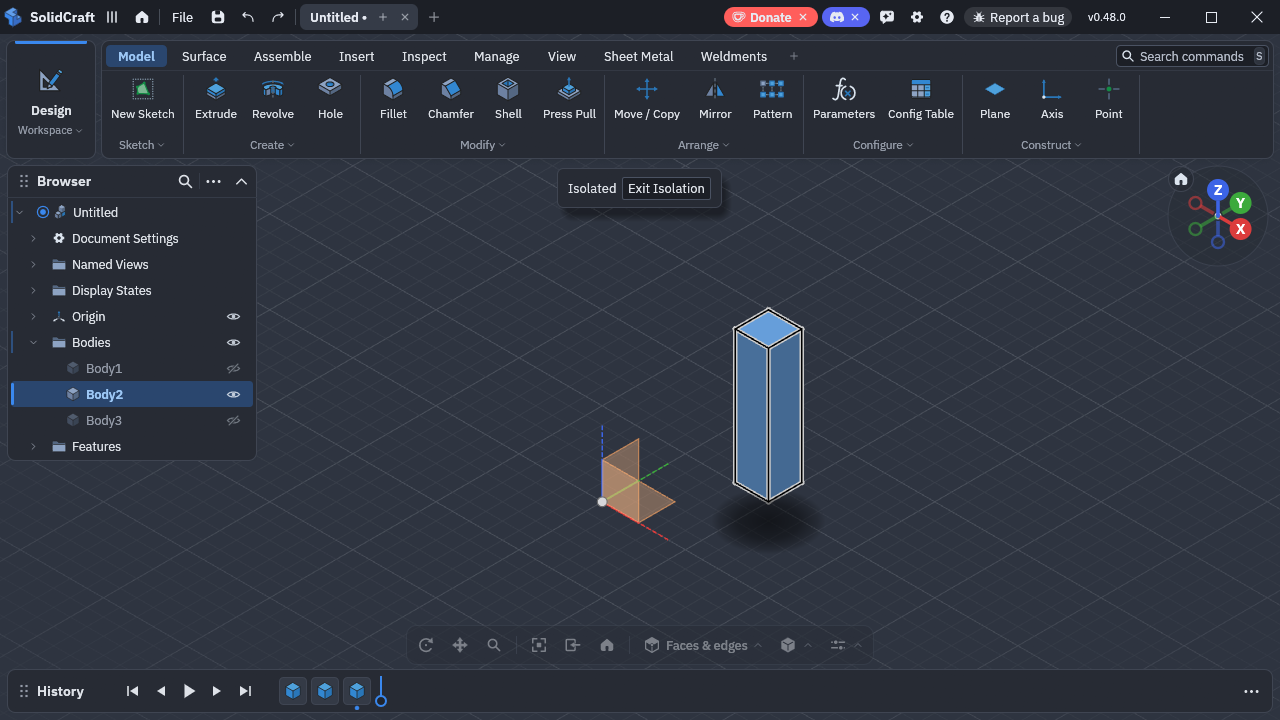 SolidCraft File Untitled • Donate Report a bug v0.48.0
Model Surface Assemble Insert Inspect Manage View Sheet Metal Weldments Search commands S
Design
Workspace
New Sketch Extrude Revolve Hole Fillet Chamfer Shell Press Pull Move / Copy Mirror Pattern Parameters Config Table Plane Axis Point
Sketch Create Modify Arrange Configure Construct
Browser
Isolated Exit Isolation
Untitled
Document Settings
Named Views
Display States
Origin
Bodies
Body1
Body2
Body3
Features
Z
Y
X
Faces & edges
History